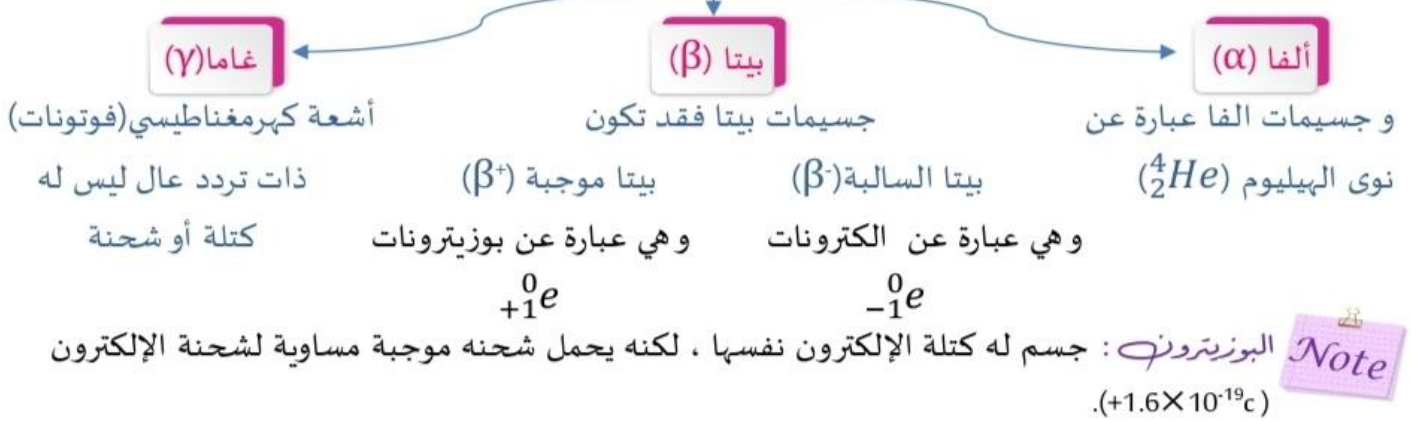 ألفا (α)
و جسيمات الفا عبارة عن
نوى الهيليوم (⁴₂He)
بيتا (β)
جسيمات بيتا فقد تكون
بيتا السالبة(β⁻)
و هي عبارة عن الكترونات
⁰₋₁e
بيتا موجبة (β⁺)
و هي عبارة عن بوزيترونات
⁰₊₁e
غاما(γ)
أشعة كهرمغناطيسي(فوتونات)
ذات تردد عال ليس له
كتلة أو شحنة
Note
البوزيترون : جسم له كتلة الإلكترون نفسها ، لكنه يحمل شحنه موجبة مساوية لشحنة الإلكترون
(+1.6×10⁻¹⁹c).